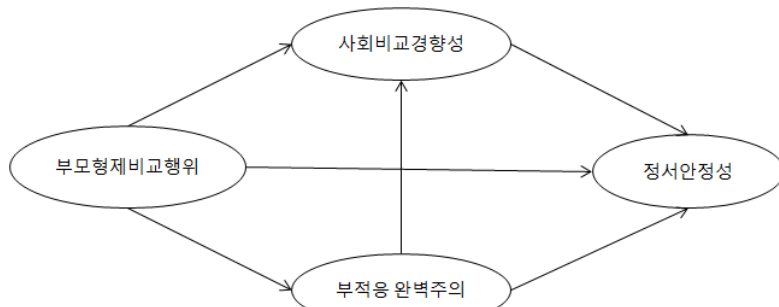 사회비교경향성
부모형제비교행위
정서안정성
부적응 완벽주의